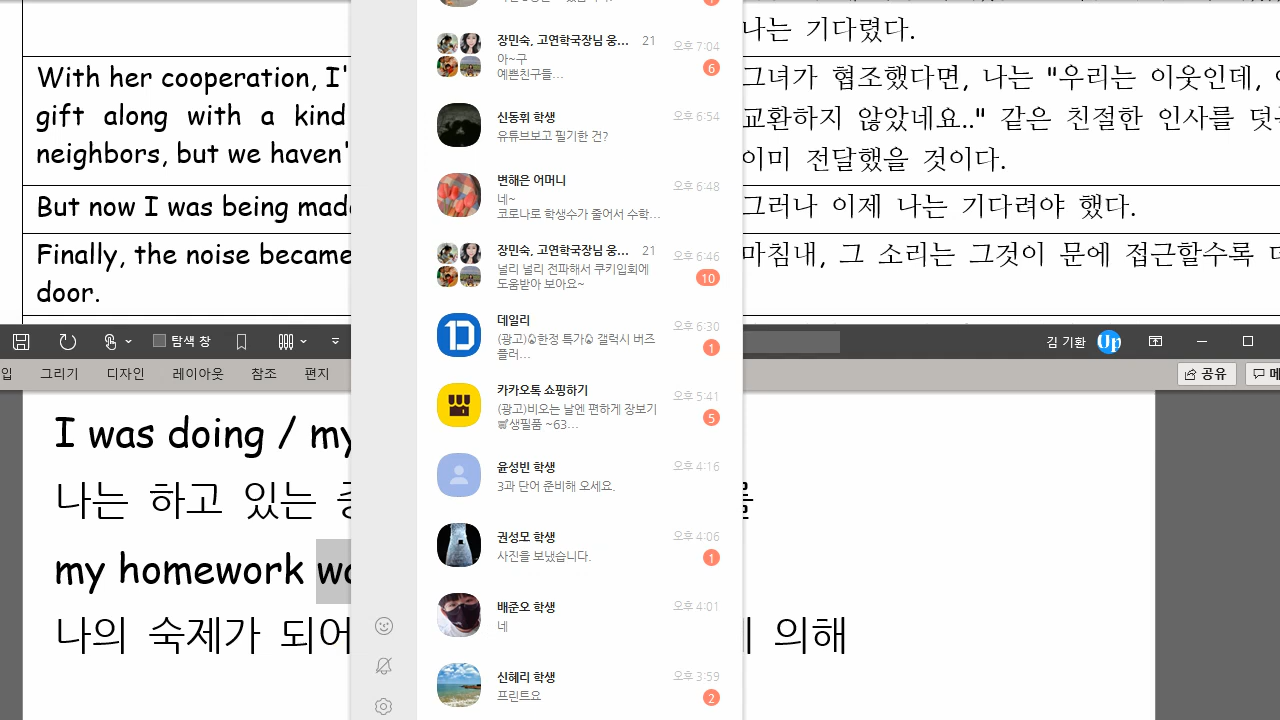 나는 기다렸다.
With her cooperation, I'
gift along with a kind
neighbors, but we haven'
그녀가 협조했다면, 나는 "우리는 이웃인데,
교환하지 않았네요.." 같은 친절한 인사를
이미 전달했을 것이다.
But now I was being made
그러나 이제 나는 기다려야 했다.
Finally, the noise became
door.
마침내, 그 소리는 그것이 문에 접근할수록
장민숙, 고연학국장님 웅... 21
오후 7:04
아~구
예쁜구들...
6
신동휘 학생
오후 6:54
유튜브보고 필기한 건?
변해은 어머니
오후 6:48
네~
코로나로 학생수가 줄어서 수학...
장민숙, 고연학국장님 웅... 21
오후 6:46
널리 널리 전파해서 쿠키입회에
도움받아 보아요~
10
데일리
오후 6:30
(광고)♤한정 특가♤ 갤럭시 버즈
플러...
1
카카오톡 쇼핑하기
오후 5:41
(광고)비오는 날엔 편하게 장보기
생필품 ~63...
5
윤성빈 학생
오후 4:16
3과 단어 준비해 오세요.
권성모 학생
오후 4:06
사진을 보냈습니다.
1
배준오 학생
오후 4:01
네
신혜리 학생
오후 3:59
프린트요
2
탐색 창
김 기환
Up
입 그리기 디자인 레이아웃 참조 편지
공유
I was doing / my
나는 하고 있는
my homework
나의 숙제가 되어
의해